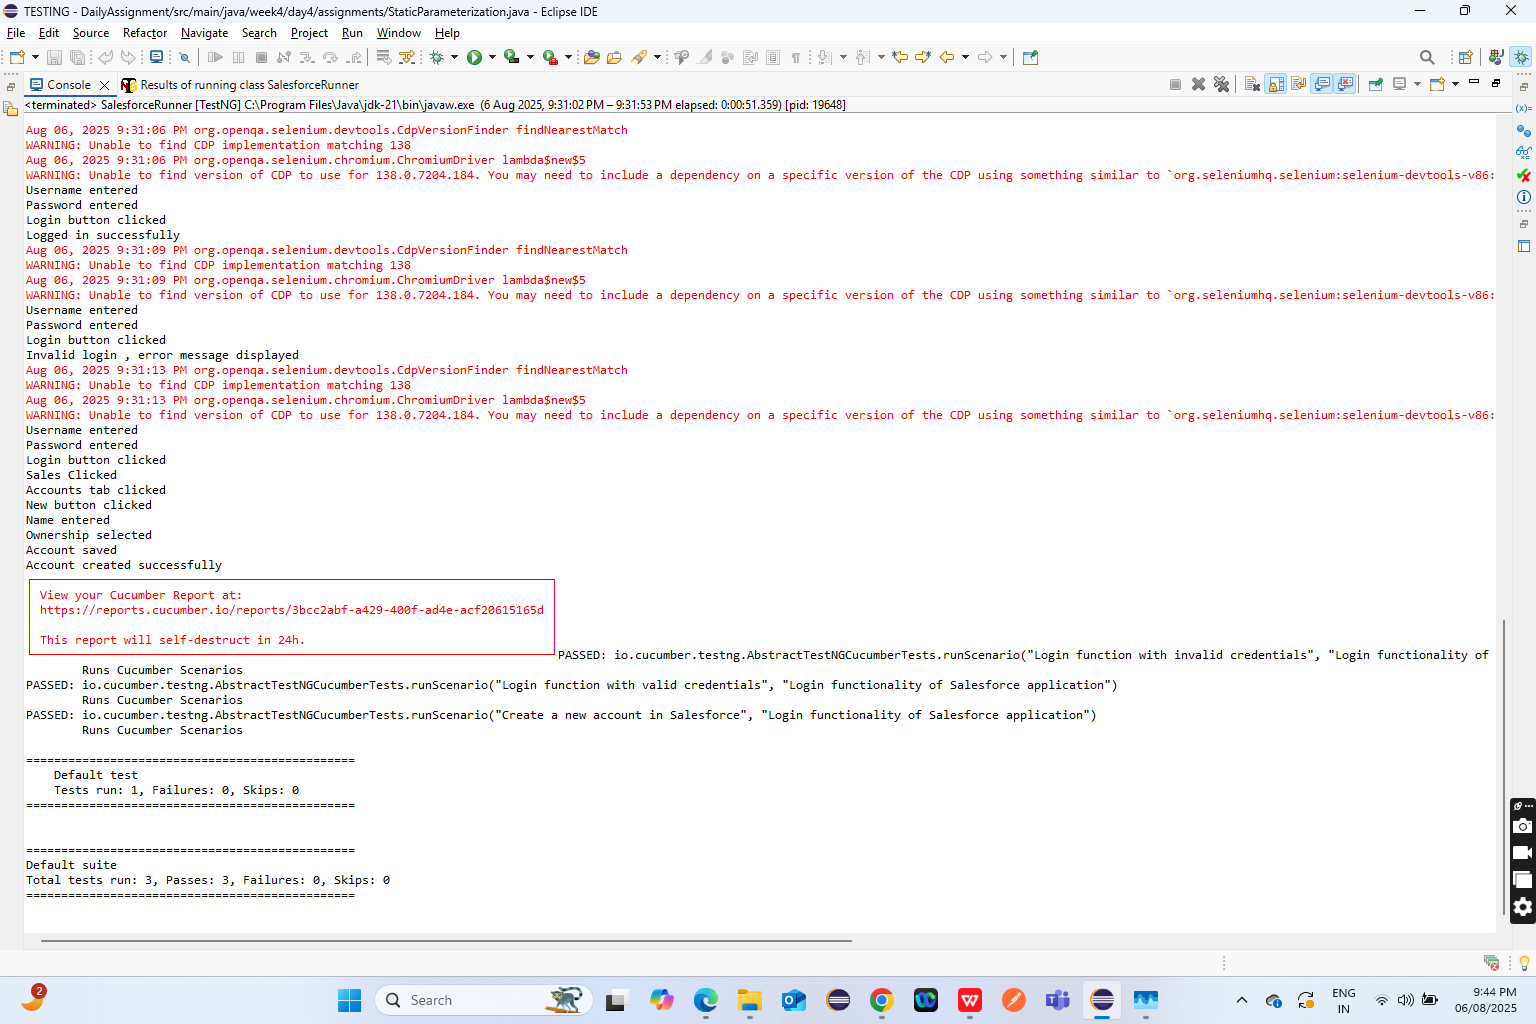 TESTING - DailyAssignment/src/main/java/week4/day4/assignments/StaticParameterization.java - Eclipse IDE
File Edit Source Refactor Navigate Search Project Run Window Help
Console Results of running class SalesforceRunner
<terminated> SalesforceRunner [TestNG] C:\Program Files\Java\jdk-21\bin\javaw.exe (6 Aug 2025, 9:31:02 PM – 9:31:53 PM elapsed: 0:00:51.359) [pid: 19648]
Aug 06, 2025 9:31:06 PM org.openqa.selenium.devtools.CdpVersionFinder findNearestMatch
WARNING: Unable to find CDP implementation matching 138
Aug 06, 2025 9:31:06 PM org.openqa.selenium.chromium.ChromiumDriver lambda$new$5
WARNING: Unable to find version of CDP to use for 138.0.7204.184. You may need to include a dependency on a specific version of the CDP using something similar to `org.seleniumhq.selenium:selenium-devtools-v86:
Username entered
Password entered
Login button clicked
Logged in successfully
Aug 06, 2025 9:31:09 PM org.openqa.selenium.devtools.CdpVersionFinder findNearestMatch
WARNING: Unable to find CDP implementation matching 138
Aug 06, 2025 9:31:09 PM org.openqa.selenium.chromium.ChromiumDriver lambda$new$5
WARNING: Unable to find version of CDP to use for 138.0.7204.184. You may need to include a dependency on a specific version of the CDP using something similar to `org.seleniumhq.selenium:selenium-devtools-v86:
Username entered
Password entered
Login button clicked
Invalid login , error message displayed
Aug 06, 2025 9:31:13 PM org.openqa.selenium.devtools.CdpVersionFinder findNearestMatch
WARNING: Unable to find CDP implementation matching 138
Aug 06, 2025 9:31:13 PM org.openqa.selenium.chromium.ChromiumDriver lambda$new$5
WARNING: Unable to find version of CDP to use for 138.0.7204.184. You may need to include a dependency on a specific version of the CDP using something similar to `org.seleniumhq.selenium:selenium-devtools-v86:
Username entered
Password entered
Login button clicked
Sales Clicked
Accounts tab clicked
New button clicked
Name entered
Ownership selected
Account saved
Account created successfully
View your Cucumber Report at:
https://reports.cucumber.io/reports/3bcc2abf-a429-400f-ad4e-acf20615165d
This report will self-destruct in 24h.
PASSED: io.cucumber.testng.AbstractTestNGCucumberTests.runScenario("Login function with invalid credentials", "Login functionality of
Runs Cucumber Scenarios
PASSED: io.cucumber.testng.AbstractTestNGCucumberTests.runScenario("Login function with valid credentials", "Login functionality of Salesforce application")
Runs Cucumber Scenarios
PASSED: io.cucumber.testng.AbstractTestNGCucumberTests.runScenario("Create a new account in Salesforce", "Login functionality of Salesforce application")
Runs Cucumber Scenarios
===============================================
Default test
Tests run: 1, Failures: 0, Skips: 0
===============================================
===============================================
Default suite
Total tests run: 3, Passes: 3, Failures: 0, Skips: 0
===============================================
2
Search
ENG
IN
9:44 PM
06/08/2025